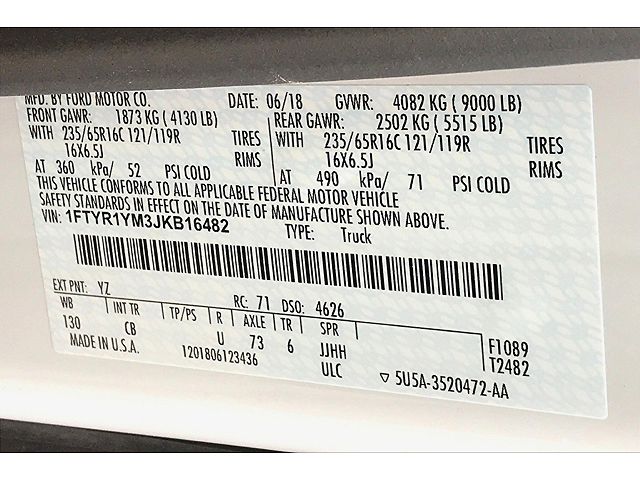 MFD. BY FORD MOTOR CO. DATE: 06/18 GVWR: 4082 KG ( 9000 LB)
FRONT GAWR: 1873 KG ( 4130 LB) REAR GAWR: 2502 KG ( 5515 LB)
WITH 235/65R16C 121/119R TIRES WITH 235/65R16C 121/119R TIRES
16X6.5J RIMS 16X6.5J RIMS
AT 360 kPa/ 52 PSI COLD AT 490 kPa/ 71 PSI COLD
THIS VEHICLE CONFORMS TO ALL APPLICABLE FEDERAL MOTOR VEHICLE
SAFETY STANDARDS IN EFFECT ON THE DATE OF MANUFACTURE SHOWN ABOVE.
VIN: 1FTYR1YM3JKB16482 TYPE: Truck
EXT PNT: YZ RC: 71 DSO: 4626
WB INT TR TP/PS R AXLE TR SPR
130 CB U 73 6 JJHH F1089
MADE IN U.S.A. 1201806123436 ULC T2482
▽ 5U5A-3520472-AA